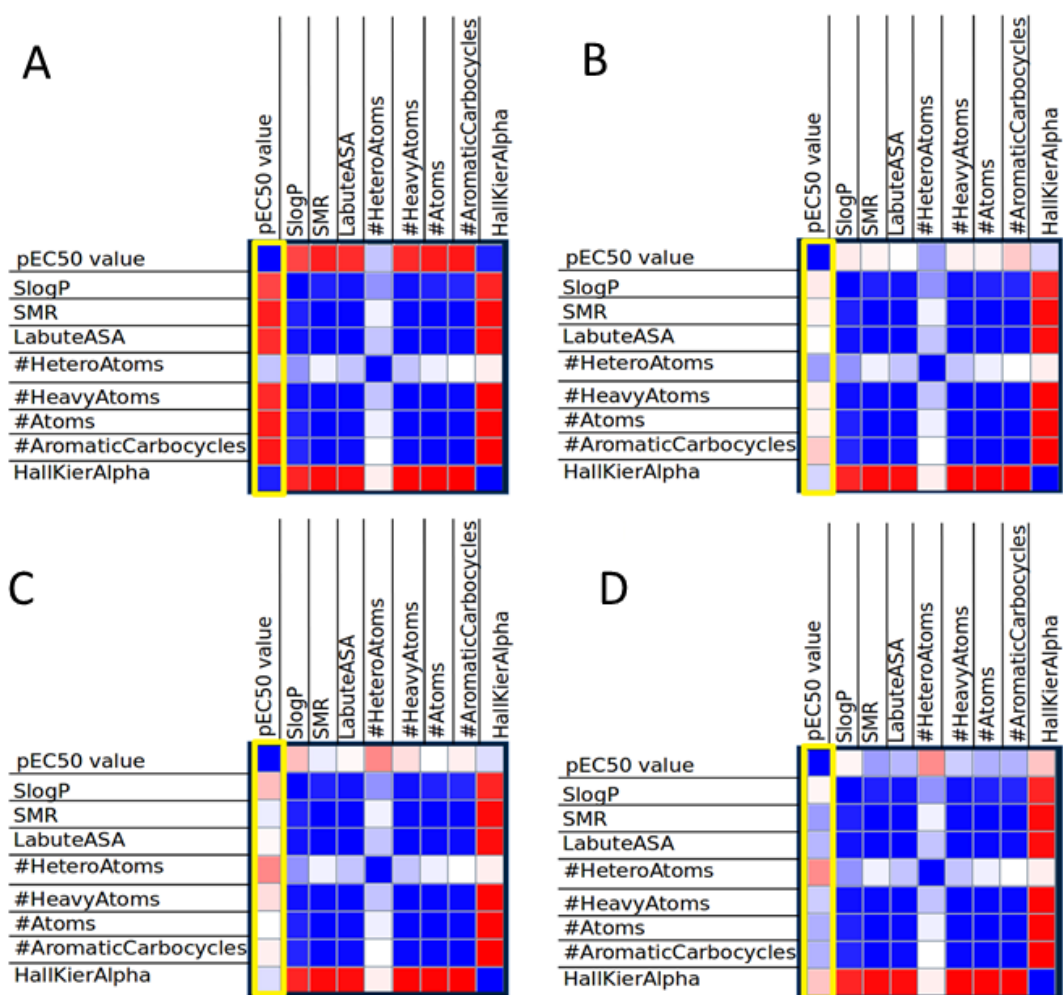 A
pEC50 value
SlogP
SMR
LabuteASA
#HeteroAtoms
#HeavyAtoms
#Atoms
#AromaticCarbocycles
HallKierAlpha
pEC50 value
SlogP
SMR
LabuteASA
#HeteroAtoms
#HeavyAtoms
#Atoms
#AromaticCarbocycles
HallKierAlpha
B
pEC50 value
SlogP
SMR
LabuteASA
#HeteroAtoms
#HeavyAtoms
#Atoms
#AromaticCarbocycles
HallKierAlpha
pEC50 value
SlogP
SMR
LabuteASA
#HeteroAtoms
#HeavyAtoms
#Atoms
#AromaticCarbocycles
HallKierAlpha
C
pEC50 value
SlogP
SMR
LabuteASA
#HeteroAtoms
#HeavyAtoms
#Atoms
#AromaticCarbocycles
HallKierAlpha
pEC50 value
SlogP
SMR
LabuteASA
#HeteroAtoms
#HeavyAtoms
#Atoms
#AromaticCarbocycles
HallKierAlpha
D
pEC50 value
SlogP
SMR
LabuteASA
#HeteroAtoms
#HeavyAtoms
#Atoms
#AromaticCarbocycles
HallKierAlpha
pEC50 value
SlogP
SMR
LabuteASA
#HeteroAtoms
#HeavyAtoms
#Atoms
#AromaticCarbocycles
HallKierAlpha